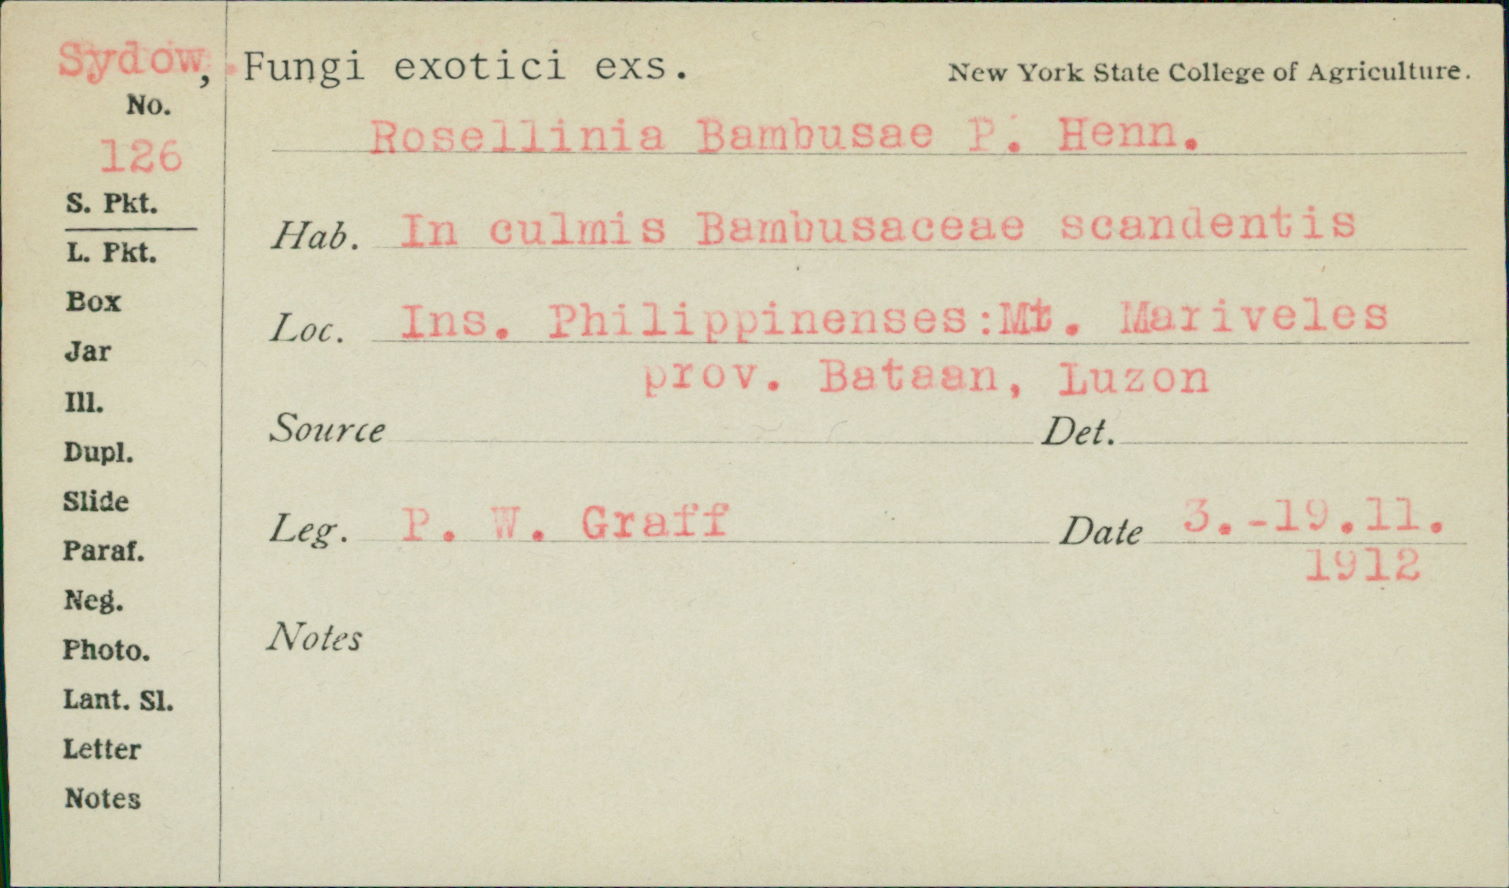 Sydow, Fungi exotici exs. New York State College of Agriculture.
No.
126
Rosellinia Bambusae P. Henn.
S. Pkt.
Hab. In culmis Bambusaceae scandentis
L. Pkt.
Box
Loc. Ins. Philippinenses:Mt. Mariveles
Jar
prov. Bataan, Luzon
Ill.
Source Det.
Dupl.
Slide
Leg. P. W. Graff Date 3.-19.11.
1912
Paraf.
Neg.
Notes
Photo.
Lant. Sl.
Letter
Notes